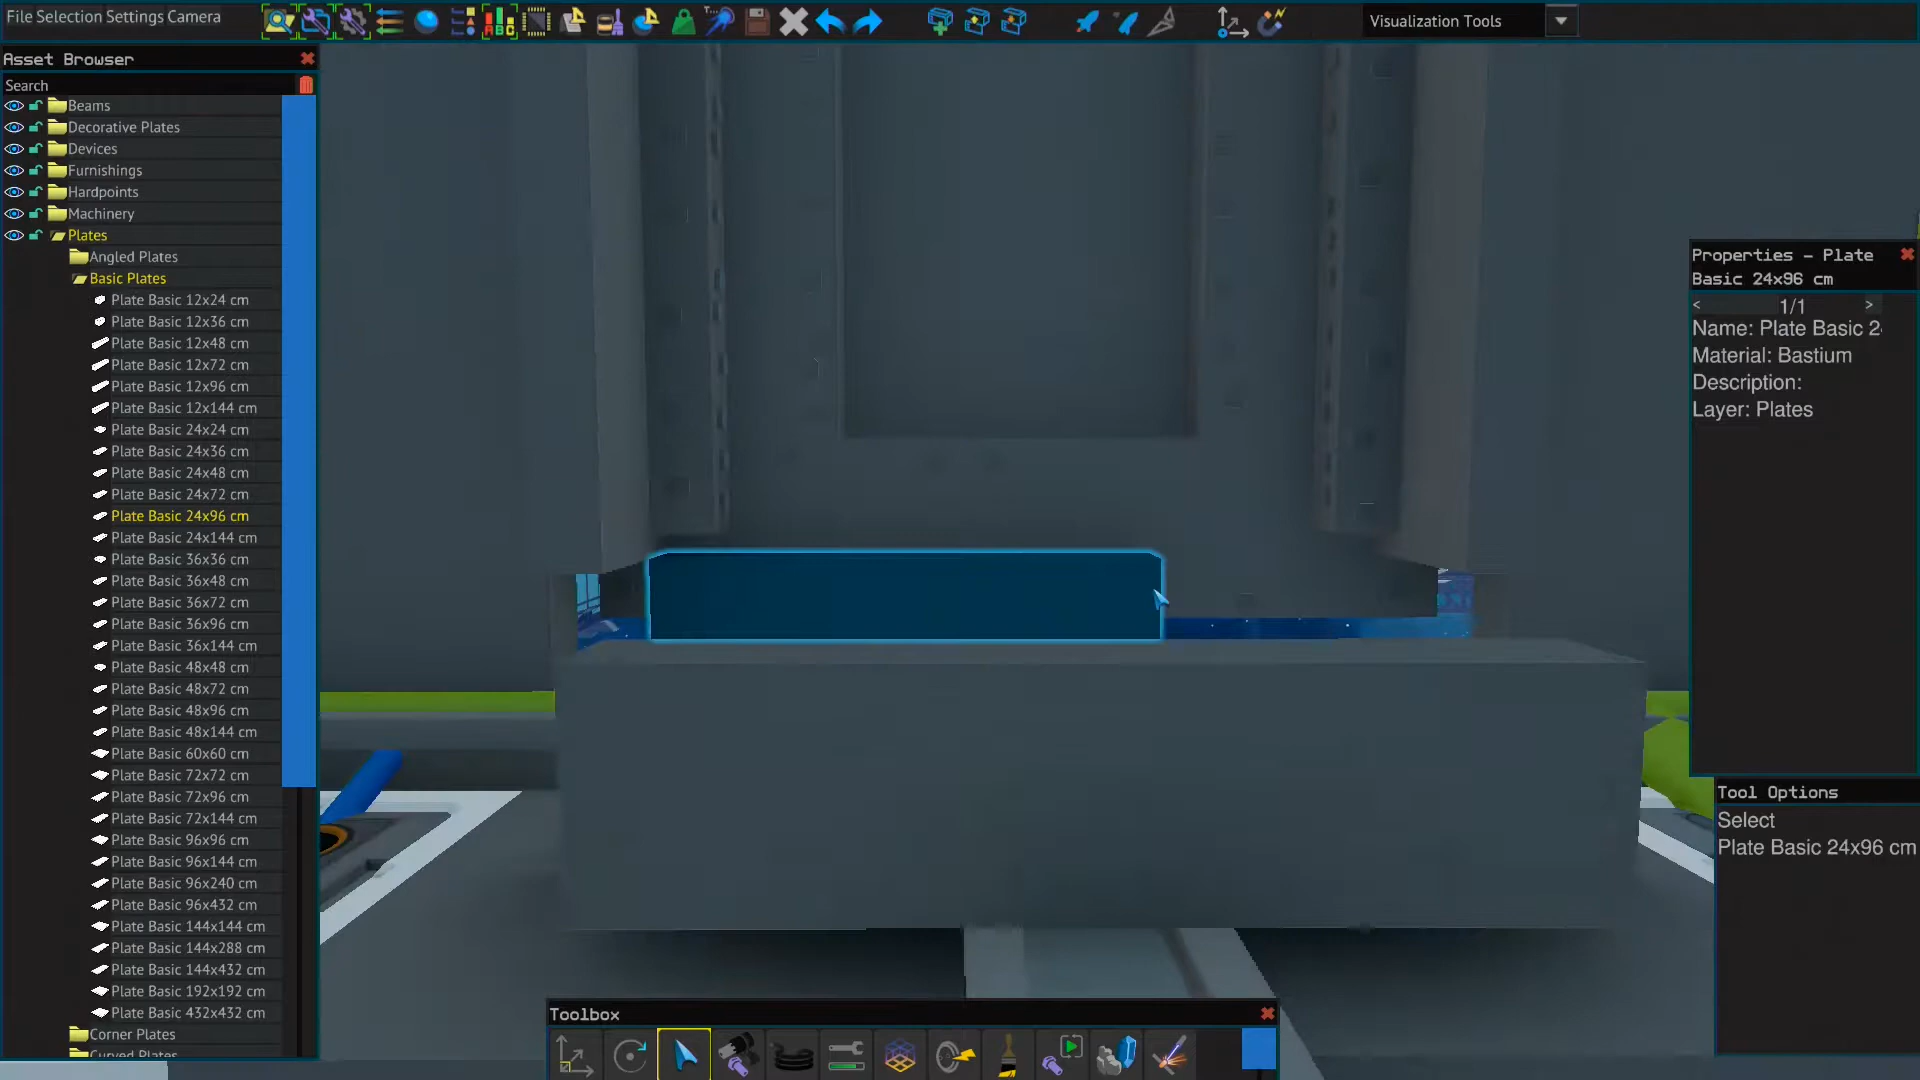 File Selection Settings Camera
Visualization Tools
Asset Browser
Search
Beams
Decorative Plates
Devices
Furnishings
Hardpoints
Machinery
Plates
Angled Plates
Basic Plates
Plate Basic 12x24 cm
Plate Basic 12x36 cm
Plate Basic 12x48 cm
Plate Basic 12x72 cm
Plate Basic 12x96 cm
Plate Basic 12x144 cm
Plate Basic 24x24 cm
Plate Basic 24x36 cm
Plate Basic 24x48 cm
Plate Basic 24x72 cm
Plate Basic 24x96 cm
Plate Basic 24x144 cm
Plate Basic 36x36 cm
Plate Basic 36x48 cm
Plate Basic 36x72 cm
Plate Basic 36x96 cm
Plate Basic 36x144 cm
Plate Basic 48x48 cm
Plate Basic 48x72 cm
Plate Basic 48x96 cm
Plate Basic 48x144 cm
Plate Basic 60x60 cm
Plate Basic 72x72 cm
Plate Basic 72x96 cm
Plate Basic 72x144 cm
Plate Basic 96x96 cm
Plate Basic 96x144 cm
Plate Basic 96x240 cm
Plate Basic 96x432 cm
Plate Basic 144x144 cm
Plate Basic 144x288 cm
Plate Basic 144x432 cm
Plate Basic 192x192 cm
Plate Basic 432x432 cm
Corner Plates
Curved Plates
Properties - Plate
Basic 24x96 cm
< 1/1 >
Name: Plate Basic 2
Material: Bastium
Description:
Layer: Plates
Tool Options
Select
Plate Basic 24x96 cm
Toolbox